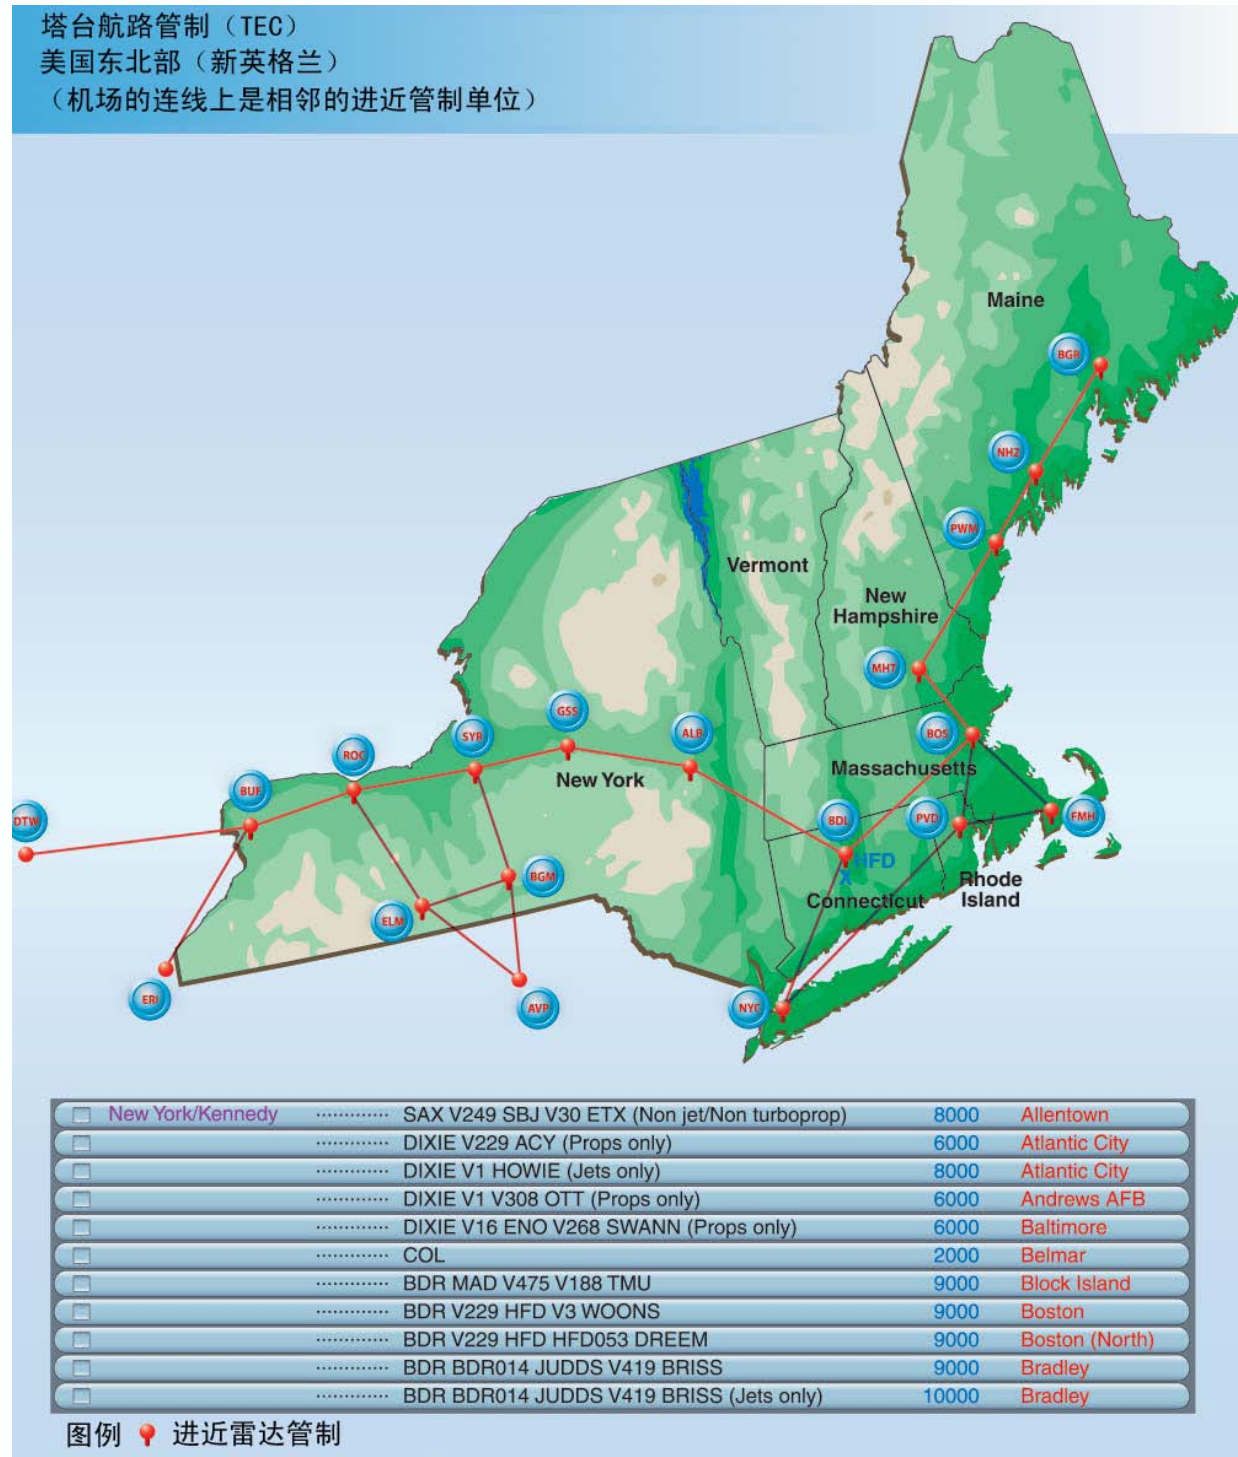 塔台航路管制（TEC）
美国东北部（新英格兰）
（机场的连线上是相邻的进近管制单位）
Maine
BGR
NHZ
PWM
Vermont
New
Hampshire
MHT
GSS
SYR
ALB
BOS
ROC
New York
Massachusetts
BUF
DTW
BDL
PVD
FMH
HFD
X
BGM
Rhode
Island
Connecticut
ELM
ERI
AVP
NYC
New York/Kennedy ············· SAX V249 SBJ V30 ETX (Non jet/Non turboprop) 8000 Allentown
············· DIXIE V229 ACY (Props only) 6000 Atlantic City
············· DIXIE V1 HOWIE (Jets only) 8000 Atlantic City
············· DIXIE V1 V308 OTT (Props only) 6000 Andrews AFB
············· DIXIE V16 ENO V268 SWANN (Props only) 6000 Baltimore
············· COL 2000 Belmar
············· BDR MAD V475 V188 TMU 9000 Block Island
············· BDR V229 HFD V3 WOONS 9000 Boston
············· BDR V229 HFD HFD053 DREEM 9000 Boston (North)
············· BDR BDR014 JUDDS V419 BRISS 9000 Bradley
············· BDR BDR014 JUDDS V419 BRISS (Jets only) 10000 Bradley
图例 进近雷达管制